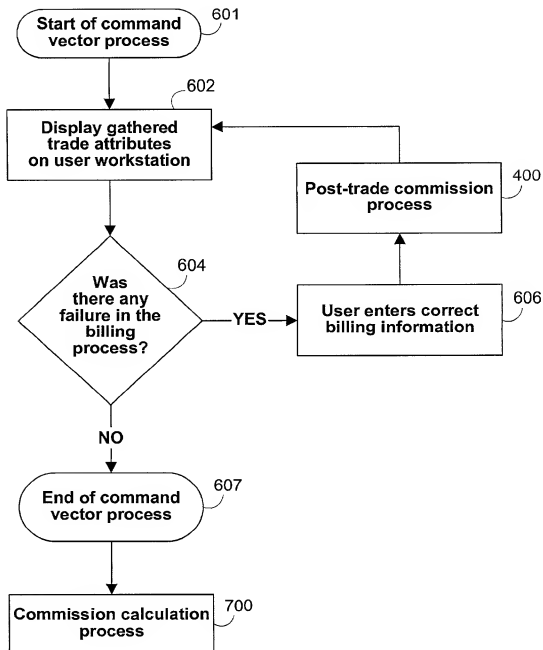 Start of command
vector process
601
602
Display gathered
trade attributes
on user workstation
Post-trade commission
process
400
Was
there any
failure in the
billing
process?
604
YES
User enters correct
billing information
606
NO
End of command
vector process
607
Commission calculation
process
700